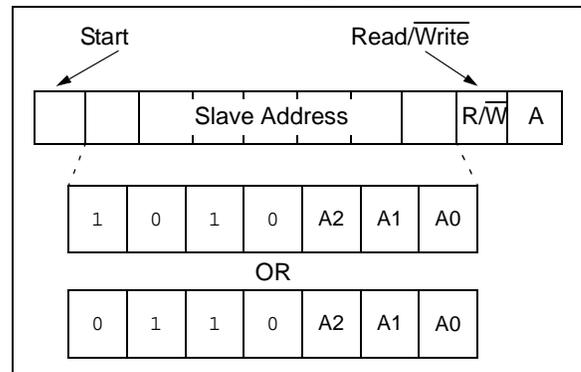 Start Read/Write
Slave Address R/W A
1 0 1 0 A2 A1 A0
OR
0 1 1 0 A2 A1 A0